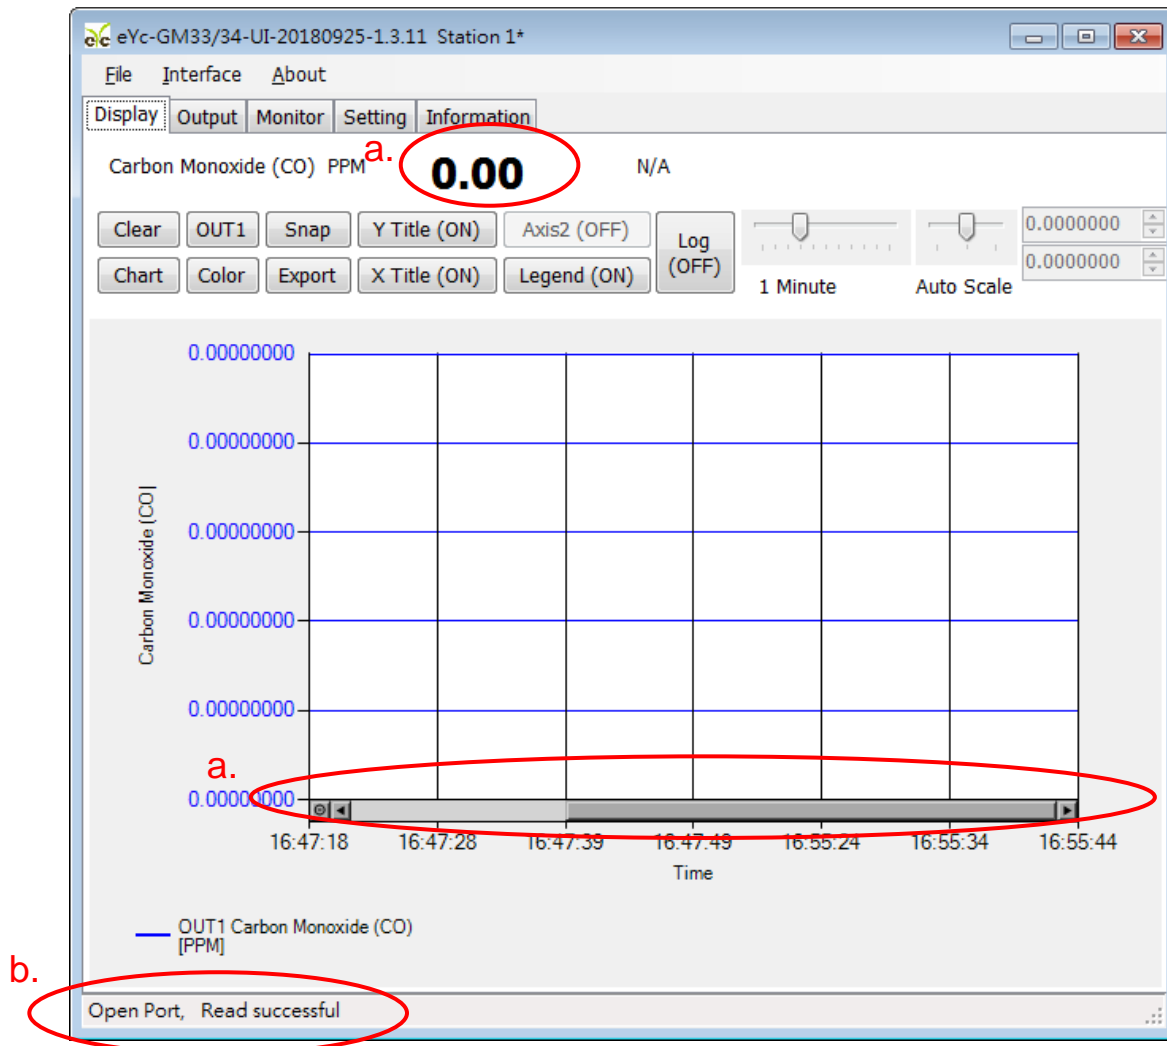 eYc eYc-GM33/34-UI-20180925-1.3.11 Station 1*
File Interface About
Display Output Monitor Setting Information
a.
Carbon Monoxide (CO) PPM 0.00 N/A
Clear OUT1 Snap Y Title (ON) Axis2 (OFF) Log (OFF) 0.0000000
Chart Color Export X Title (ON) Legend (ON) 1 Minute Auto Scale 0.0000000
0.00000000
0.00000000
0.00000000
0.00000000
0.00000000
0.00000000
Carbon Monoxide (CO)
a.
16:47:18 16:47:28 16:47:39 16:47:49 16:55:24 16:55:34 16:55:44
Time
OUT1 Carbon Monoxide (CO)
[PPM]
b.
Open Port, Read successful